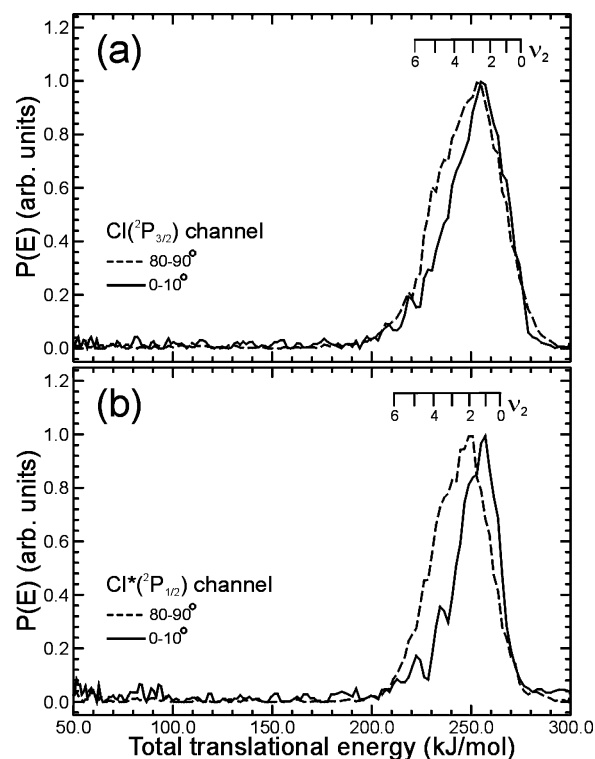 (a)
6 4 2 0 ν₂
1.2
1.0
0.8
0.6
0.4
0.2
0.0
P(E) (arb. units)
Cl(²P₃/₂) channel
80-90°
0-10°
(b)
6 4 2 0 ν₂
1.2
1.0
0.8
0.6
0.4
0.2
0.0
P(E) (arb. units)
Cl*(²P₁/₂) channel
80-90°
0-10°
50.0 100.0 150.0 200.0 250.0 300.0
Total translational energy (kJ/mol)